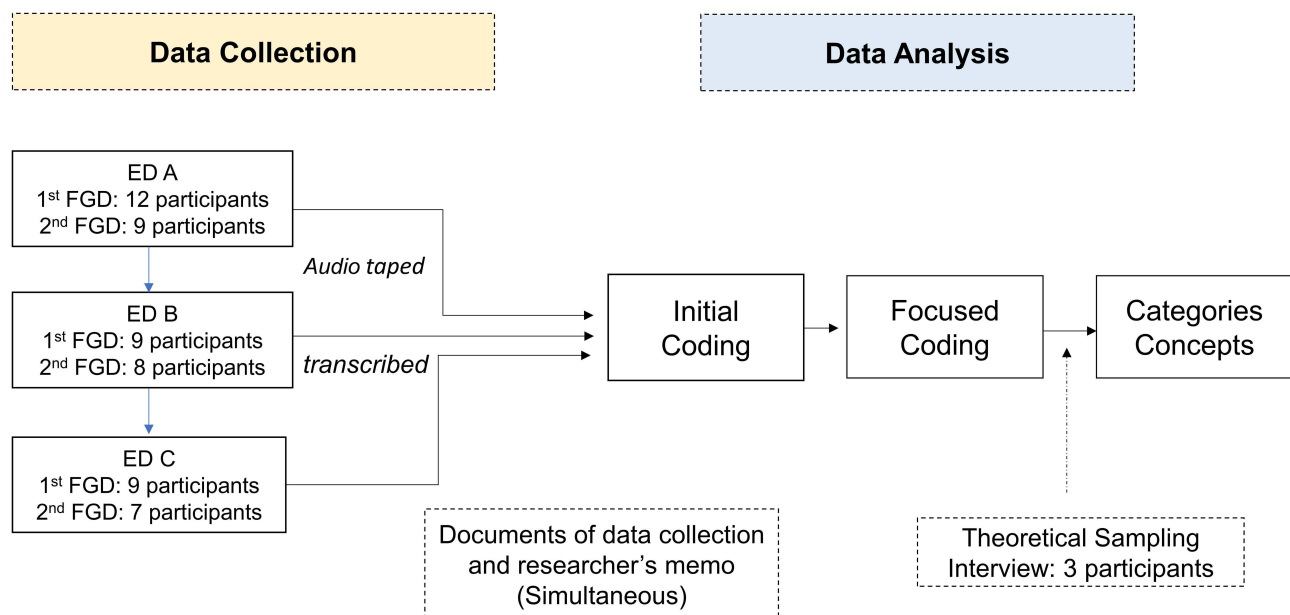 Data Collection
Data Analysis
ED A
1st FGD: 12 participants
2nd FGD: 9 participants
Audio taped
ED B
1st FGD: 9 participants
2nd FGD: 8 participants
transcribed
ED C
1st FGD: 9 participants
2nd FGD: 7 participants
Initial
Coding
Focused
Coding
Categories
Concepts
Documents of data collection
and researcher’s memo
(Simultaneous)
Theoretical Sampling
Interview: 3 participants